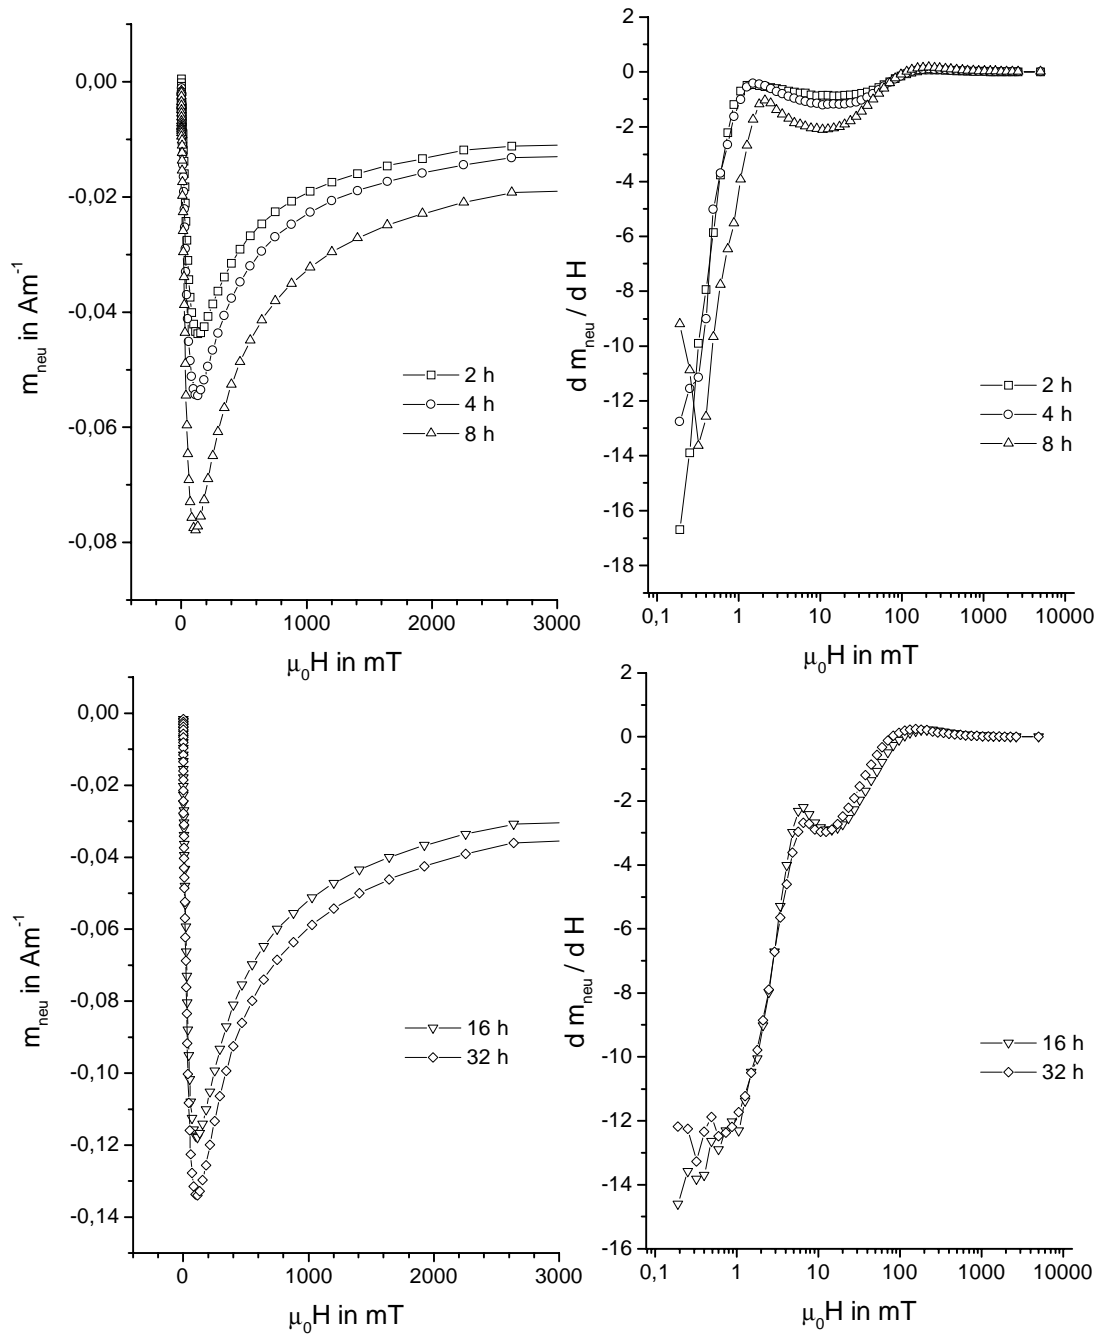 0,00
-0,02
-0,04
-0,06
-0,08
m_neu in Am^-1
2 h
4 h
8 h
0 1000 2000 3000
μ₀H in mT
2
0
-2
-4
-6
-8
-10
-12
-14
-16
-18
d m_neu / d H
2 h
4 h
8 h
0,1 1 10 100 1000 10000
μ₀H in mT
0,00
-0,02
-0,04
-0,06
-0,08
-0,10
-0,12
-0,14
m_neu in Am^-1
16 h
32 h
0 1000 2000 3000
μ₀H in mT
2
0
-2
-4
-6
-8
-10
-12
-14
-16
d m_neu / d H
16 h
32 h
0,1 1 10 100 1000 10000
μ₀H in mT